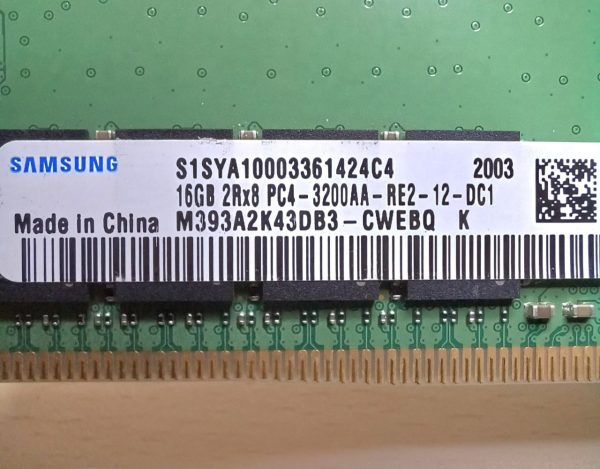 SAMSUNG S1SYA10003361424C4 2003
16GB 2Rx8 PC4-3200AA-RE2-12-DC1
Made in China M393A2K43DB3-CWEBQ K